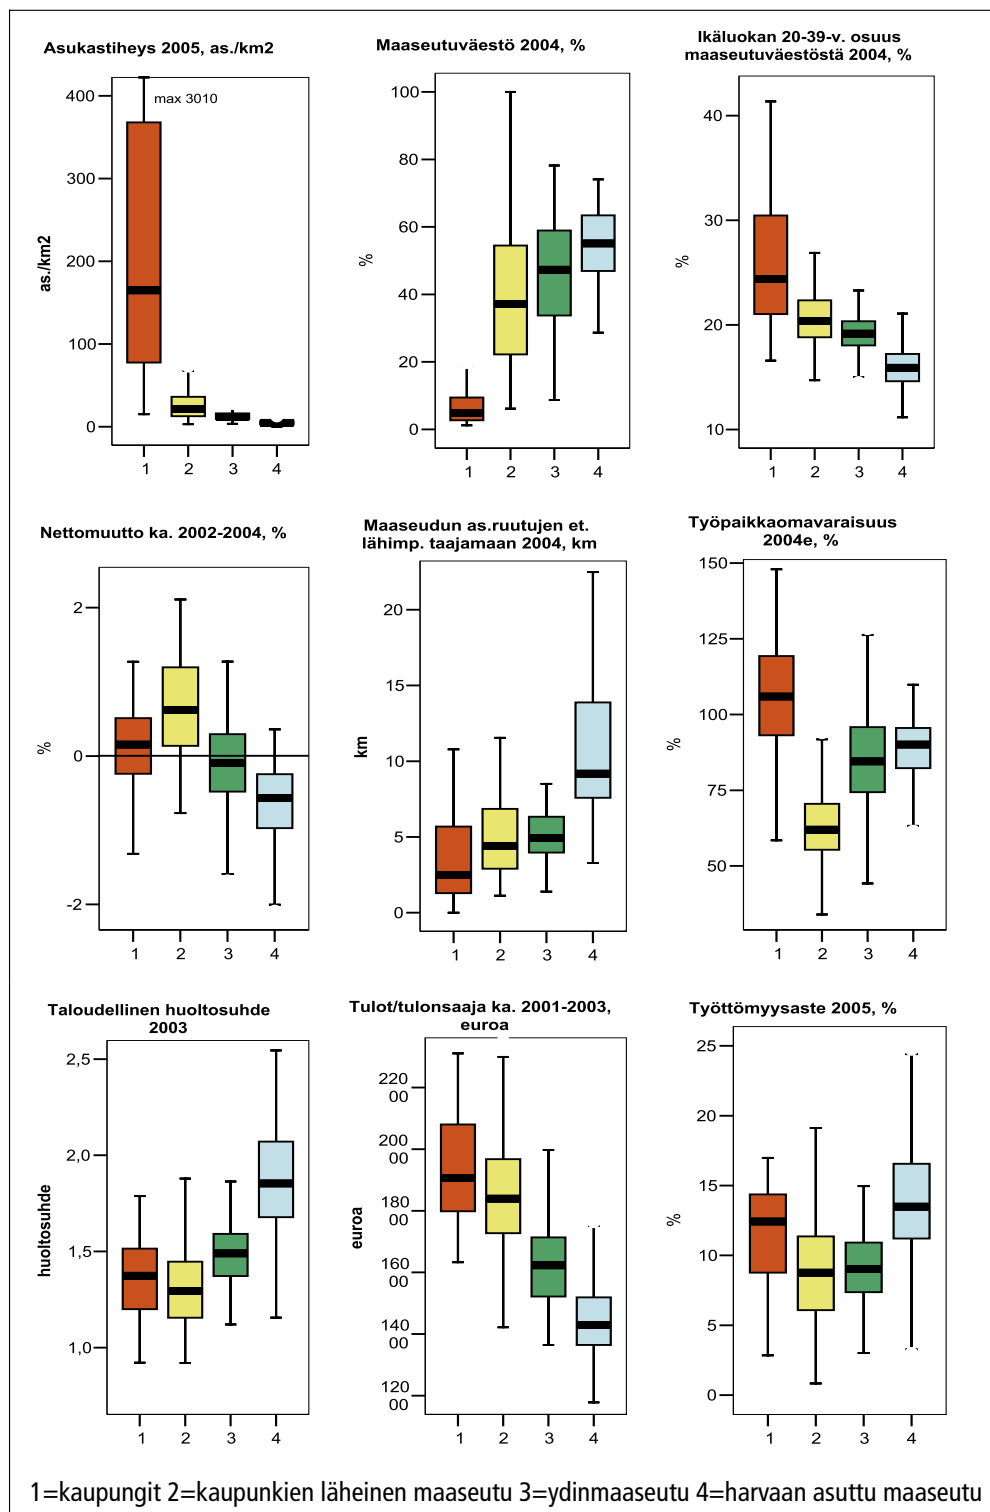 Asukastiheys 2005, as./km2
400
300
200
100
0
as./km2
max 3010
1 2 3 4
Maaseutuväestö 2004, %
100
80
60
40
20
0
%
1 2 3 4
Ikäluokan 20-39-v. osuus
maaseutuväestöstä 2004, %
40
30
20
10
%
1 2 3 4
Nettomuutto ka. 2002-2004, %
2
0
-2
%
1 2 3 4
Maaseudun as.ruutujen et.
lähimp. taajamaan 2004, km
20
15
10
5
0
km
1 2 3 4
Työpaikkaomavaraisuus
2004e, %
150
125
100
75
50
%
1 2 3 4
Taloudellinen huoltosuhde
2003
2,5
2,0
1,5
1,0
huoltosuhde
1 2 3 4
Tulot/tulonsaaja ka. 2001-2003,
euroa
220
00
200
00
180
00
160
00
140
00
120
00
euroa
1 2 3 4
Työttömyysaste 2005, %
25
20
15
10
5
0
%
1 2 3 4
1=kaupungit 2=kaupunkien läheinen maaseutu 3=ydinmaaseutu 4=harvaan asuttu maaseutu